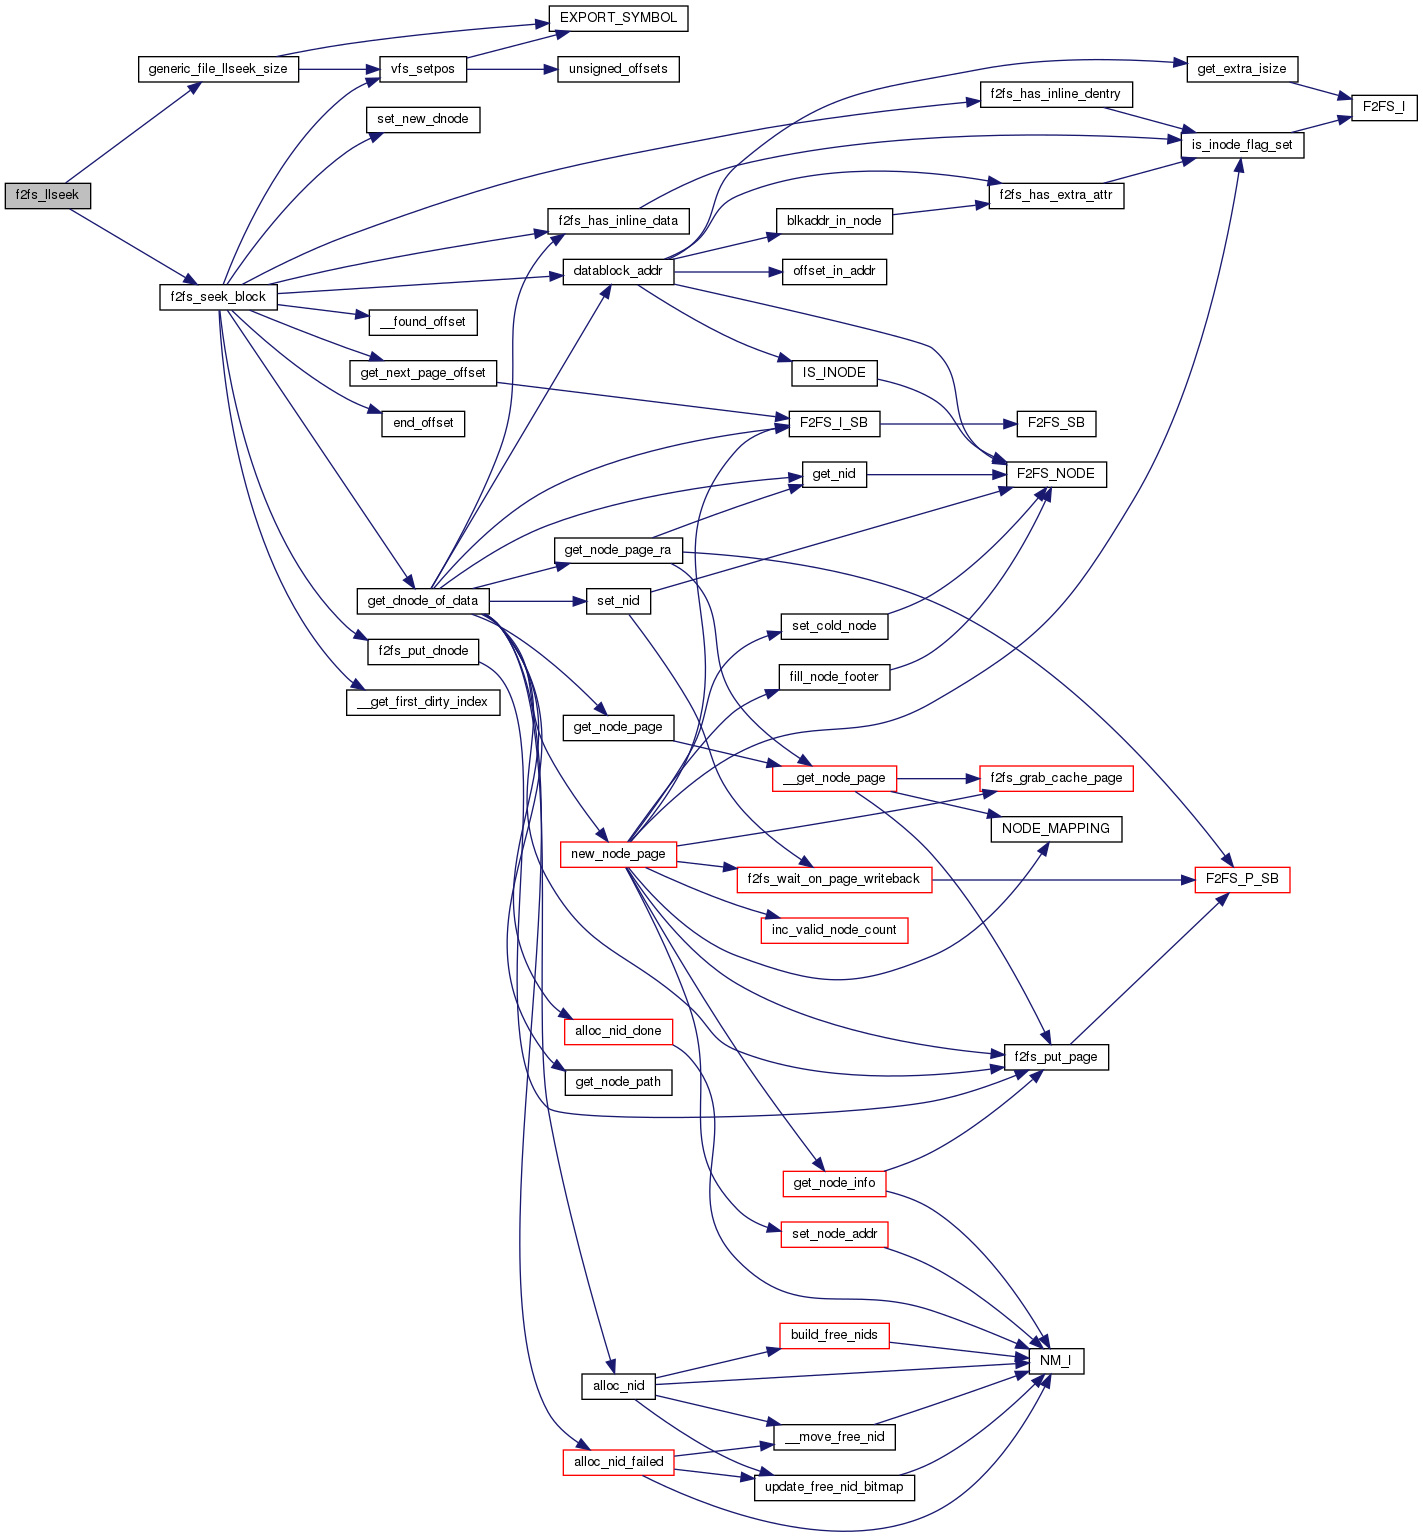 EXPORT_SYMBOL
generic_file_llseek_size
vfs_setpos
unsigned_offsets
get_extra_isize
f2fs_has_inline_dentry
F2FS_I
set_new_dnode
is_inode_flag_set
f2fs_llseek
f2fs_has_extra_attr
f2fs_has_inline_data
blkaddr_in_node
datablock_addr
offset_in_addr
f2fs_seek_block
__found_offset
get_next_page_offset
IS_INODE
end_offset
F2FS_I_SB
F2FS_SB
get_nid
F2FS_NODE
get_node_page_ra
get_dnode_of_data
set_nid
set_cold_node
f2fs_put_dnode
fill_node_footer
__get_first_dirty_index
get_node_page
__get_node_page
f2fs_grab_cache_page
NODE_MAPPING
new_node_page
f2fs_wait_on_page_writeback
F2FS_P_SB
inc_valid_node_count
alloc_nid_done
f2fs_put_page
get_node_path
get_node_info
set_node_addr
build_free_nids
NM_I
alloc_nid
__move_free_nid
alloc_nid_failed
update_free_nid_bitmap